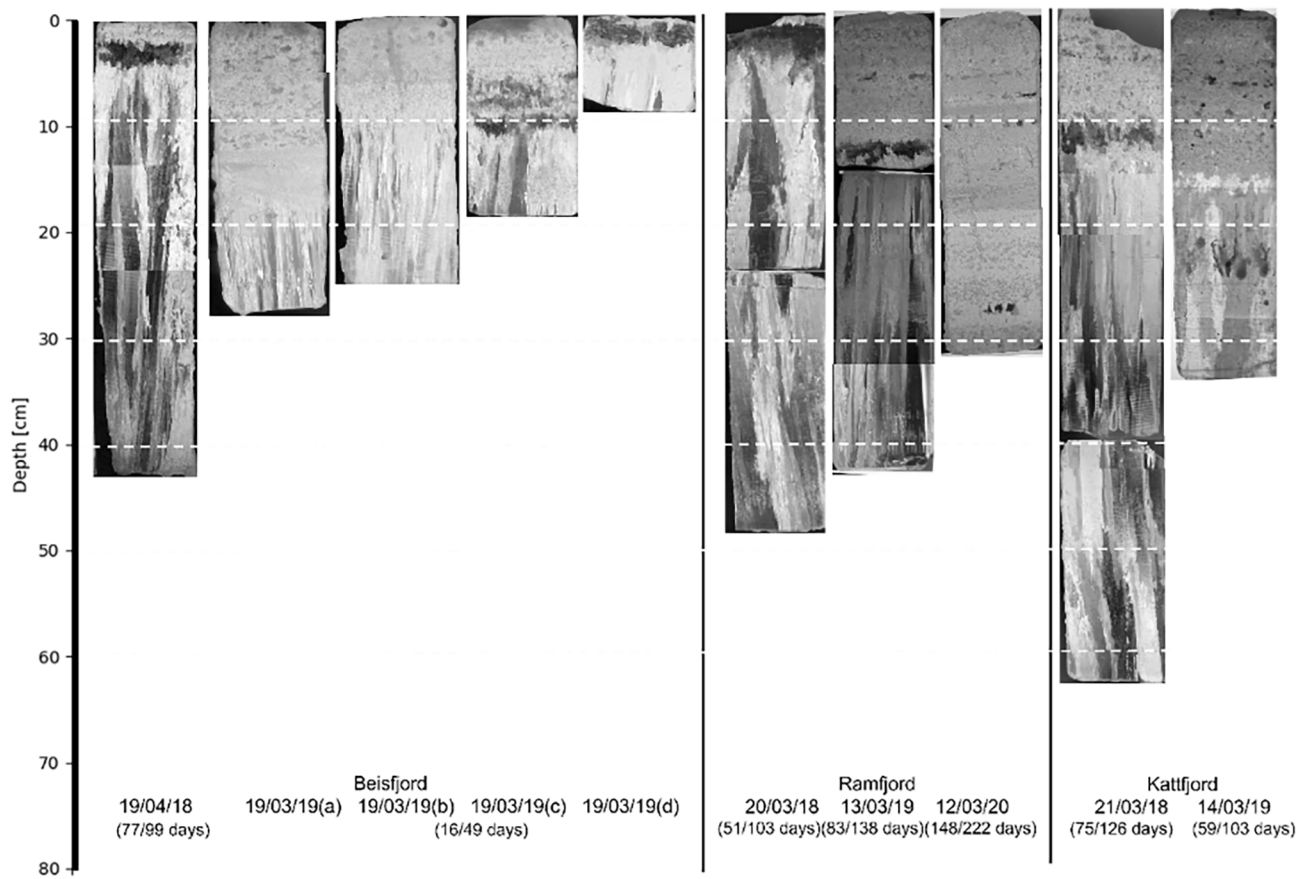 0
10
20
30
40
50
60
70
80
Depth [cm]
Beisfjord
19/04/18 19/03/19(a) 19/03/19(b) 19/03/19(c) 19/03/19(d)
(77/99 days) (16/49 days)
Ramfjord
20/03/18 13/03/19 12/03/20
(51/103 days)(83/138 days)(148/222 days)
Kattfjord
21/03/18 14/03/19
(75/126 days) (59/103 days)